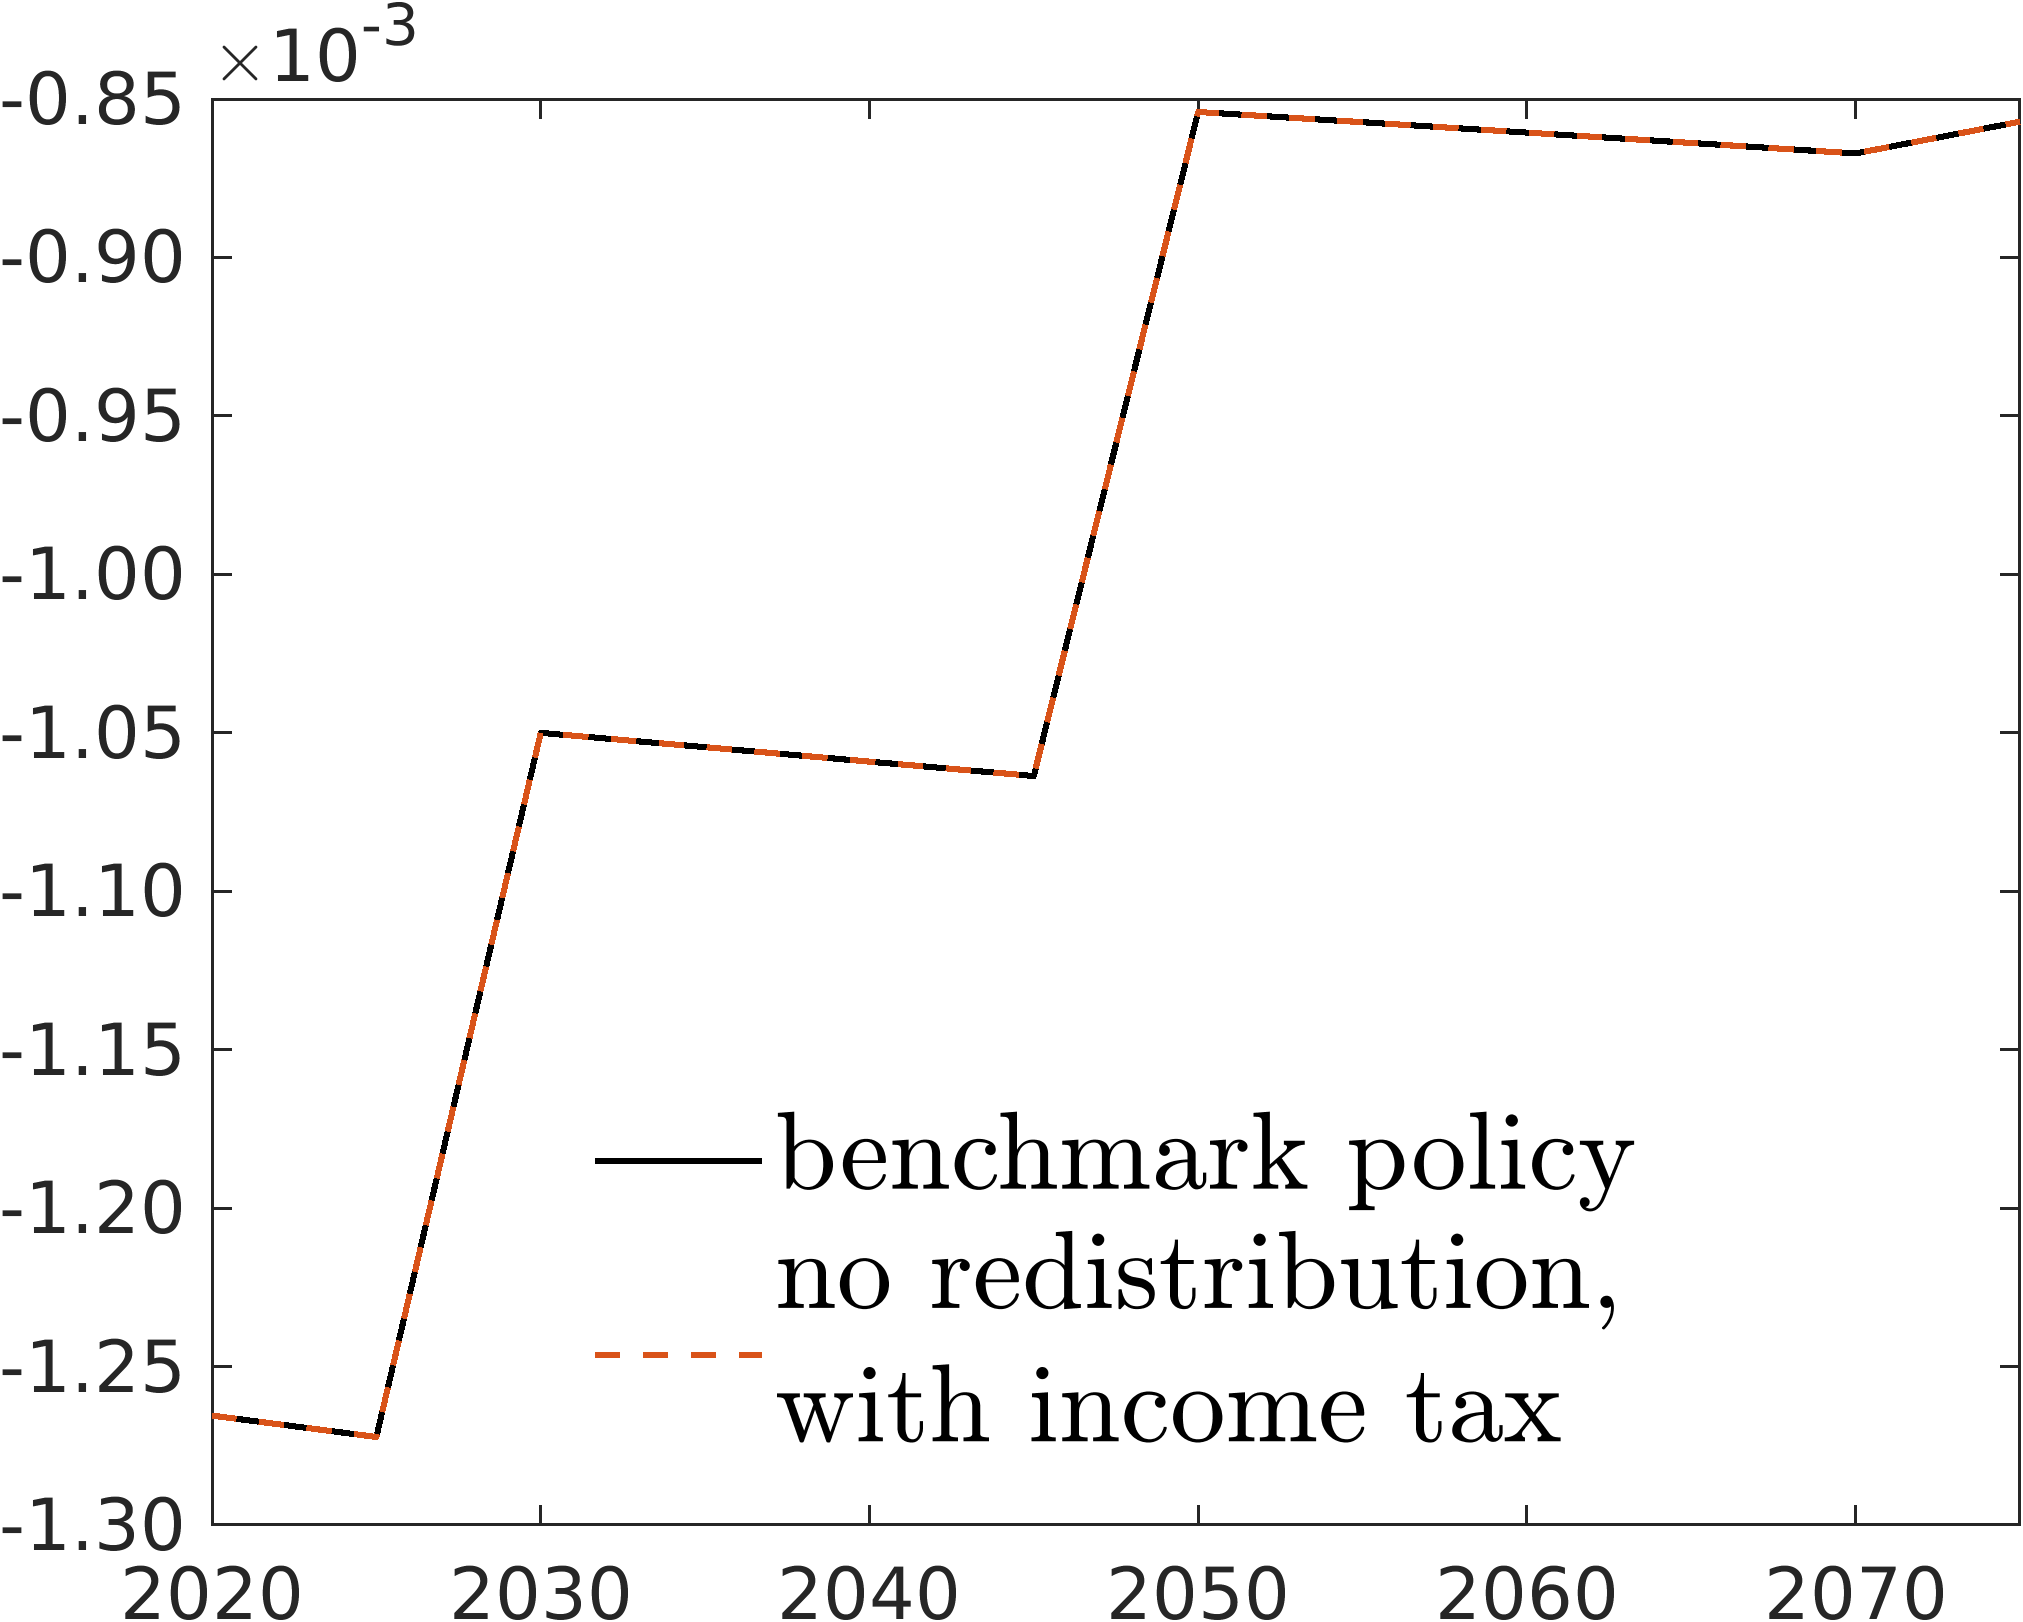 ×10-3
-0.85
-0.90
-0.95
-1.00
-1.05
-1.10
-1.15
-1.20
-1.25
-1.30
benchmark policy
no redistribution,
with income tax
2020 2030 2040 2050 2060 2070